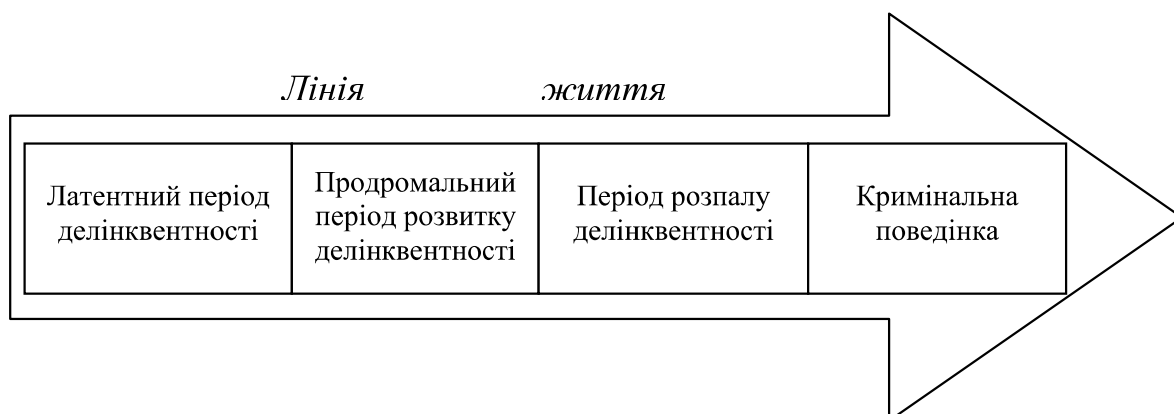 Лінія життя
Латентний період
делінквентності
Продромальний
період розвитку
делінквентності
Період розпалу
делінквентності
Кримінальна
поведінка